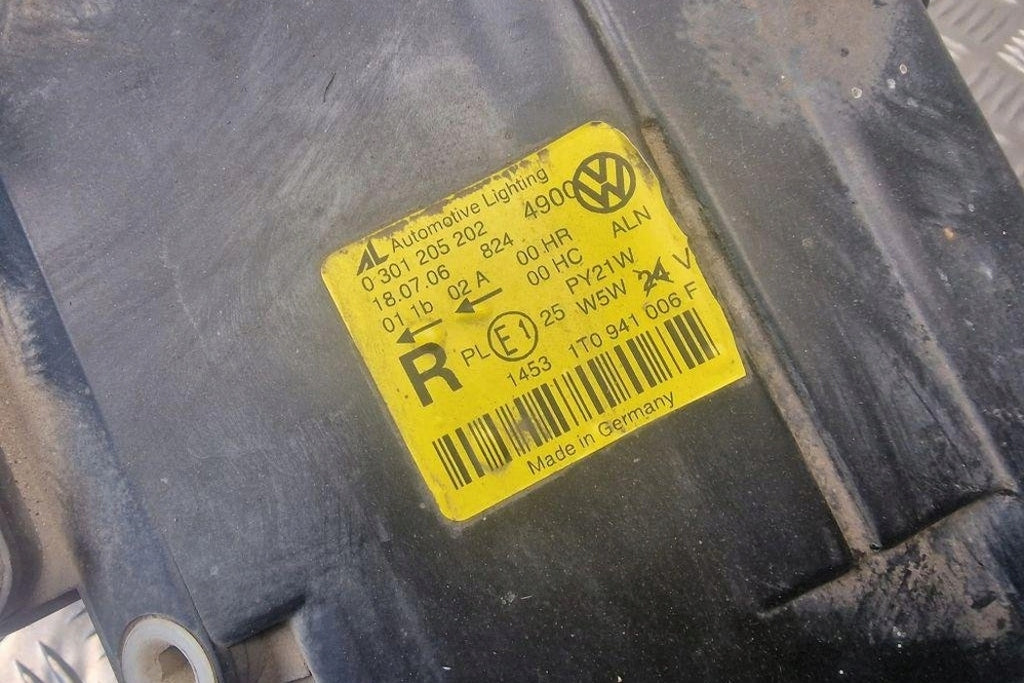 AL Automotive Lighting
0 301 205 202 4900
18.07.06 824 ALN
01 1b 02 A 00 HR
00 HC
R PL E1 25 PY21W
W5W 24 V
1453 1T0 941 006 F
Made in Germany